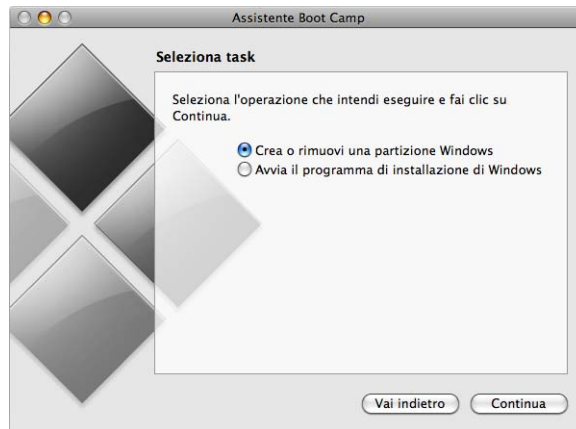 Assistente Boot Camp
Seleziona task
Seleziona l'operazione che intendi eseguire e fai clic su
Continua.
Crea o rimuovi una partizione Windows
Avvia il programma di installazione di Windows
Vai indietro
Continua